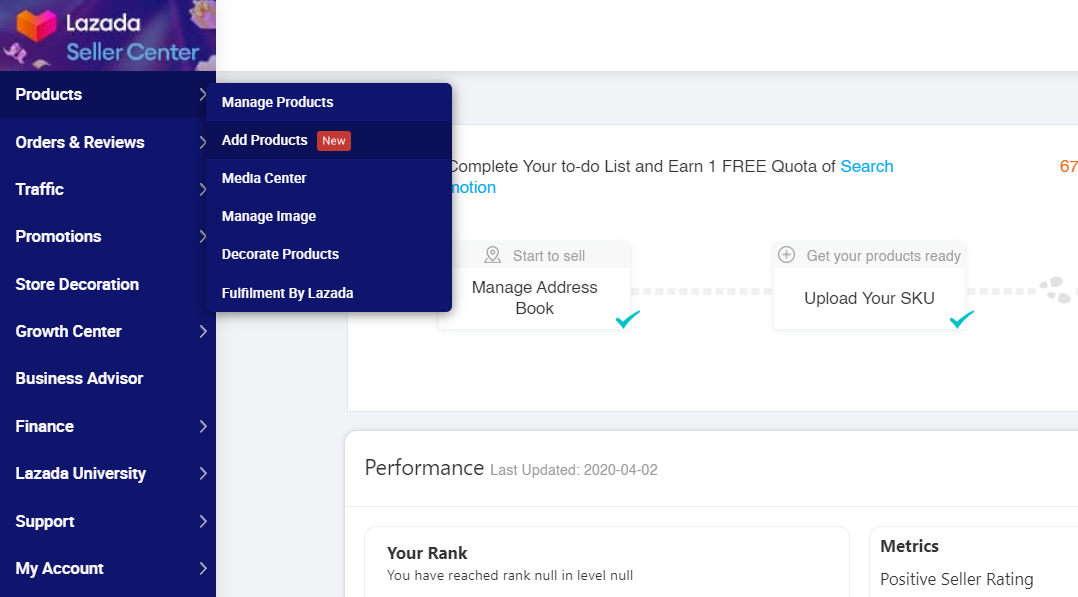 Lazada
Seller Center
Products
Orders & Reviews
Traffic
Promotions
Store Decoration
Growth Center
Business Advisor
Finance
Lazada University
Support
My Account
Manage Products
Add Products New
Media Center
Manage Image
Decorate Products
Fulfilment By Lazada
Complete Your to-do List and Earn 1 FREE Quota of Search
motion
67
Start to sell
Manage Address
Book
Get your products ready
Upload Your SKU
Performance Last Updated: 2020-04-02
Your Rank
You have reached rank null in level null
Metrics
Positive Seller Rating